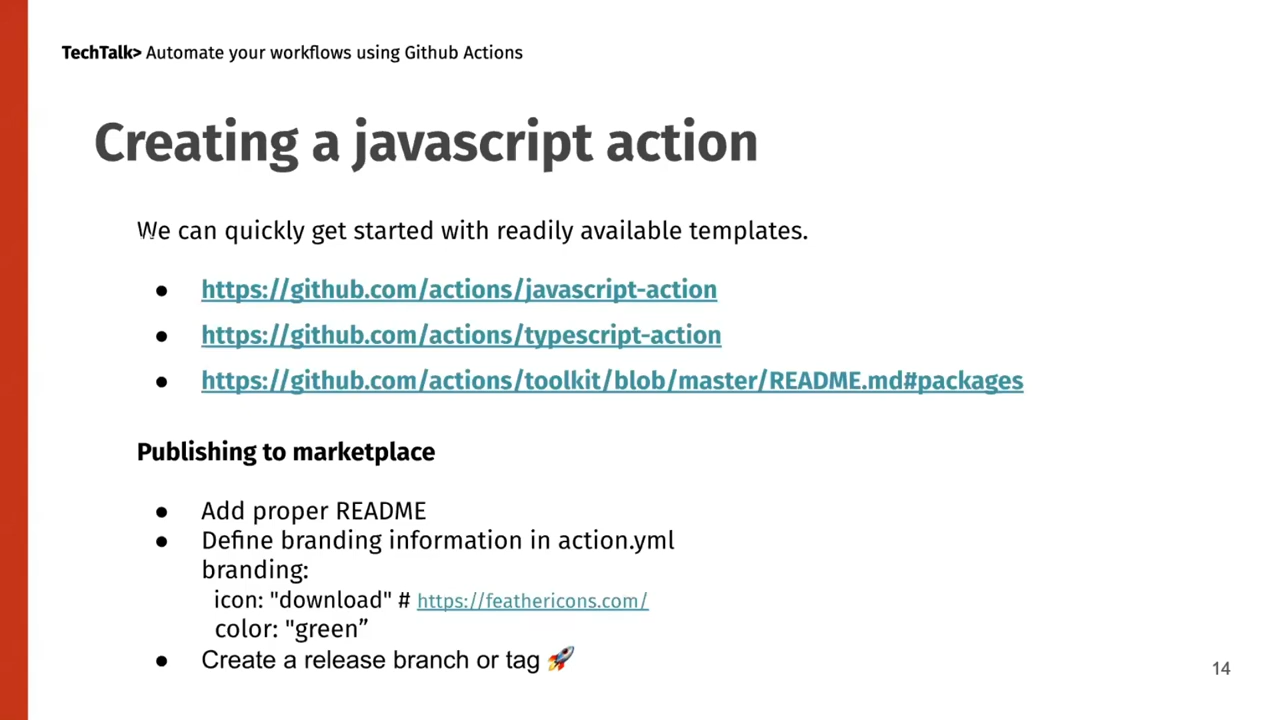 TechTalk> Automate your workflows using Github Actions
Creating a javascript action
We can quickly get started with readily available templates.
● https://github.com/actions/javascript-action
● https://github.com/actions/typescript-action
● https://github.com/actions/toolkit/blob/master/README.md#packages
Publishing to marketplace
● Add proper README
● Define branding information in action.yml
branding:
icon: "download" # https://feathericons.com/
color: "green”
● Create a release branch or tag 🚀
14